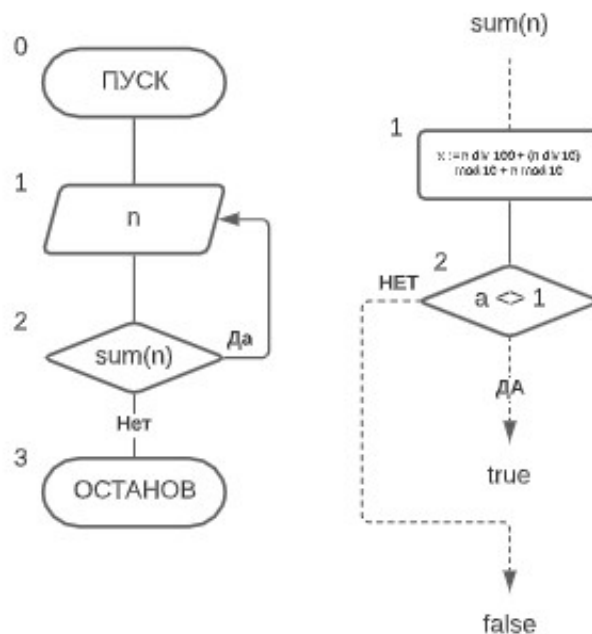 0
ПУСК
1
n
2
sum(n)
Да
Нет
3
ОСТАНОВ
sum(n)
1
:= n div 100 + (n div 10)
mod 10 + n mod 10
2
НЕТ
a <> 1
ДА
true
false